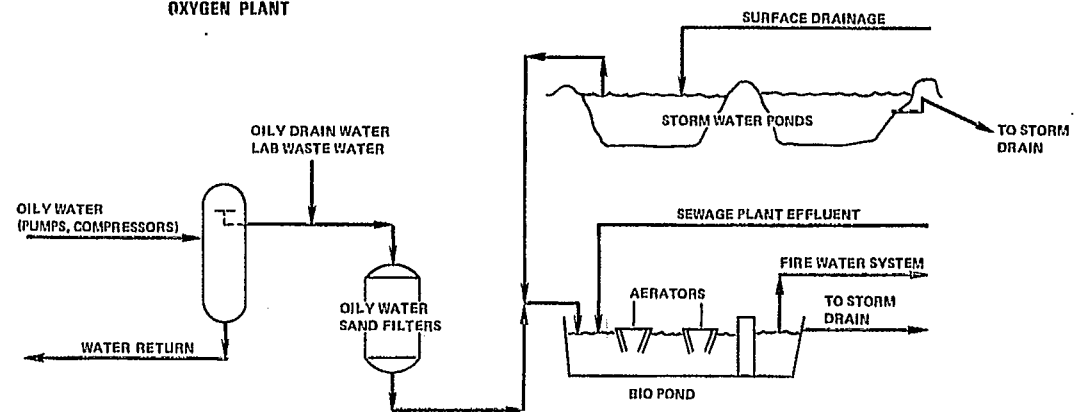 OXYGEN PLANT
SURFACE DRAINAGE
STORM WATER PONDS
TO STORM
DRAIN
OILY DRAIN WATER
LAB WASTE WATER
OILY WATER
(PUMPS, COMPRESSORS)
SEWAGE PLANT EFFLUENT
FIRE WATER SYSTEM
AERATORS
TO STORM
DRAIN
OILY WATER
SAND FILTERS
WATER RETURN
BIO POND